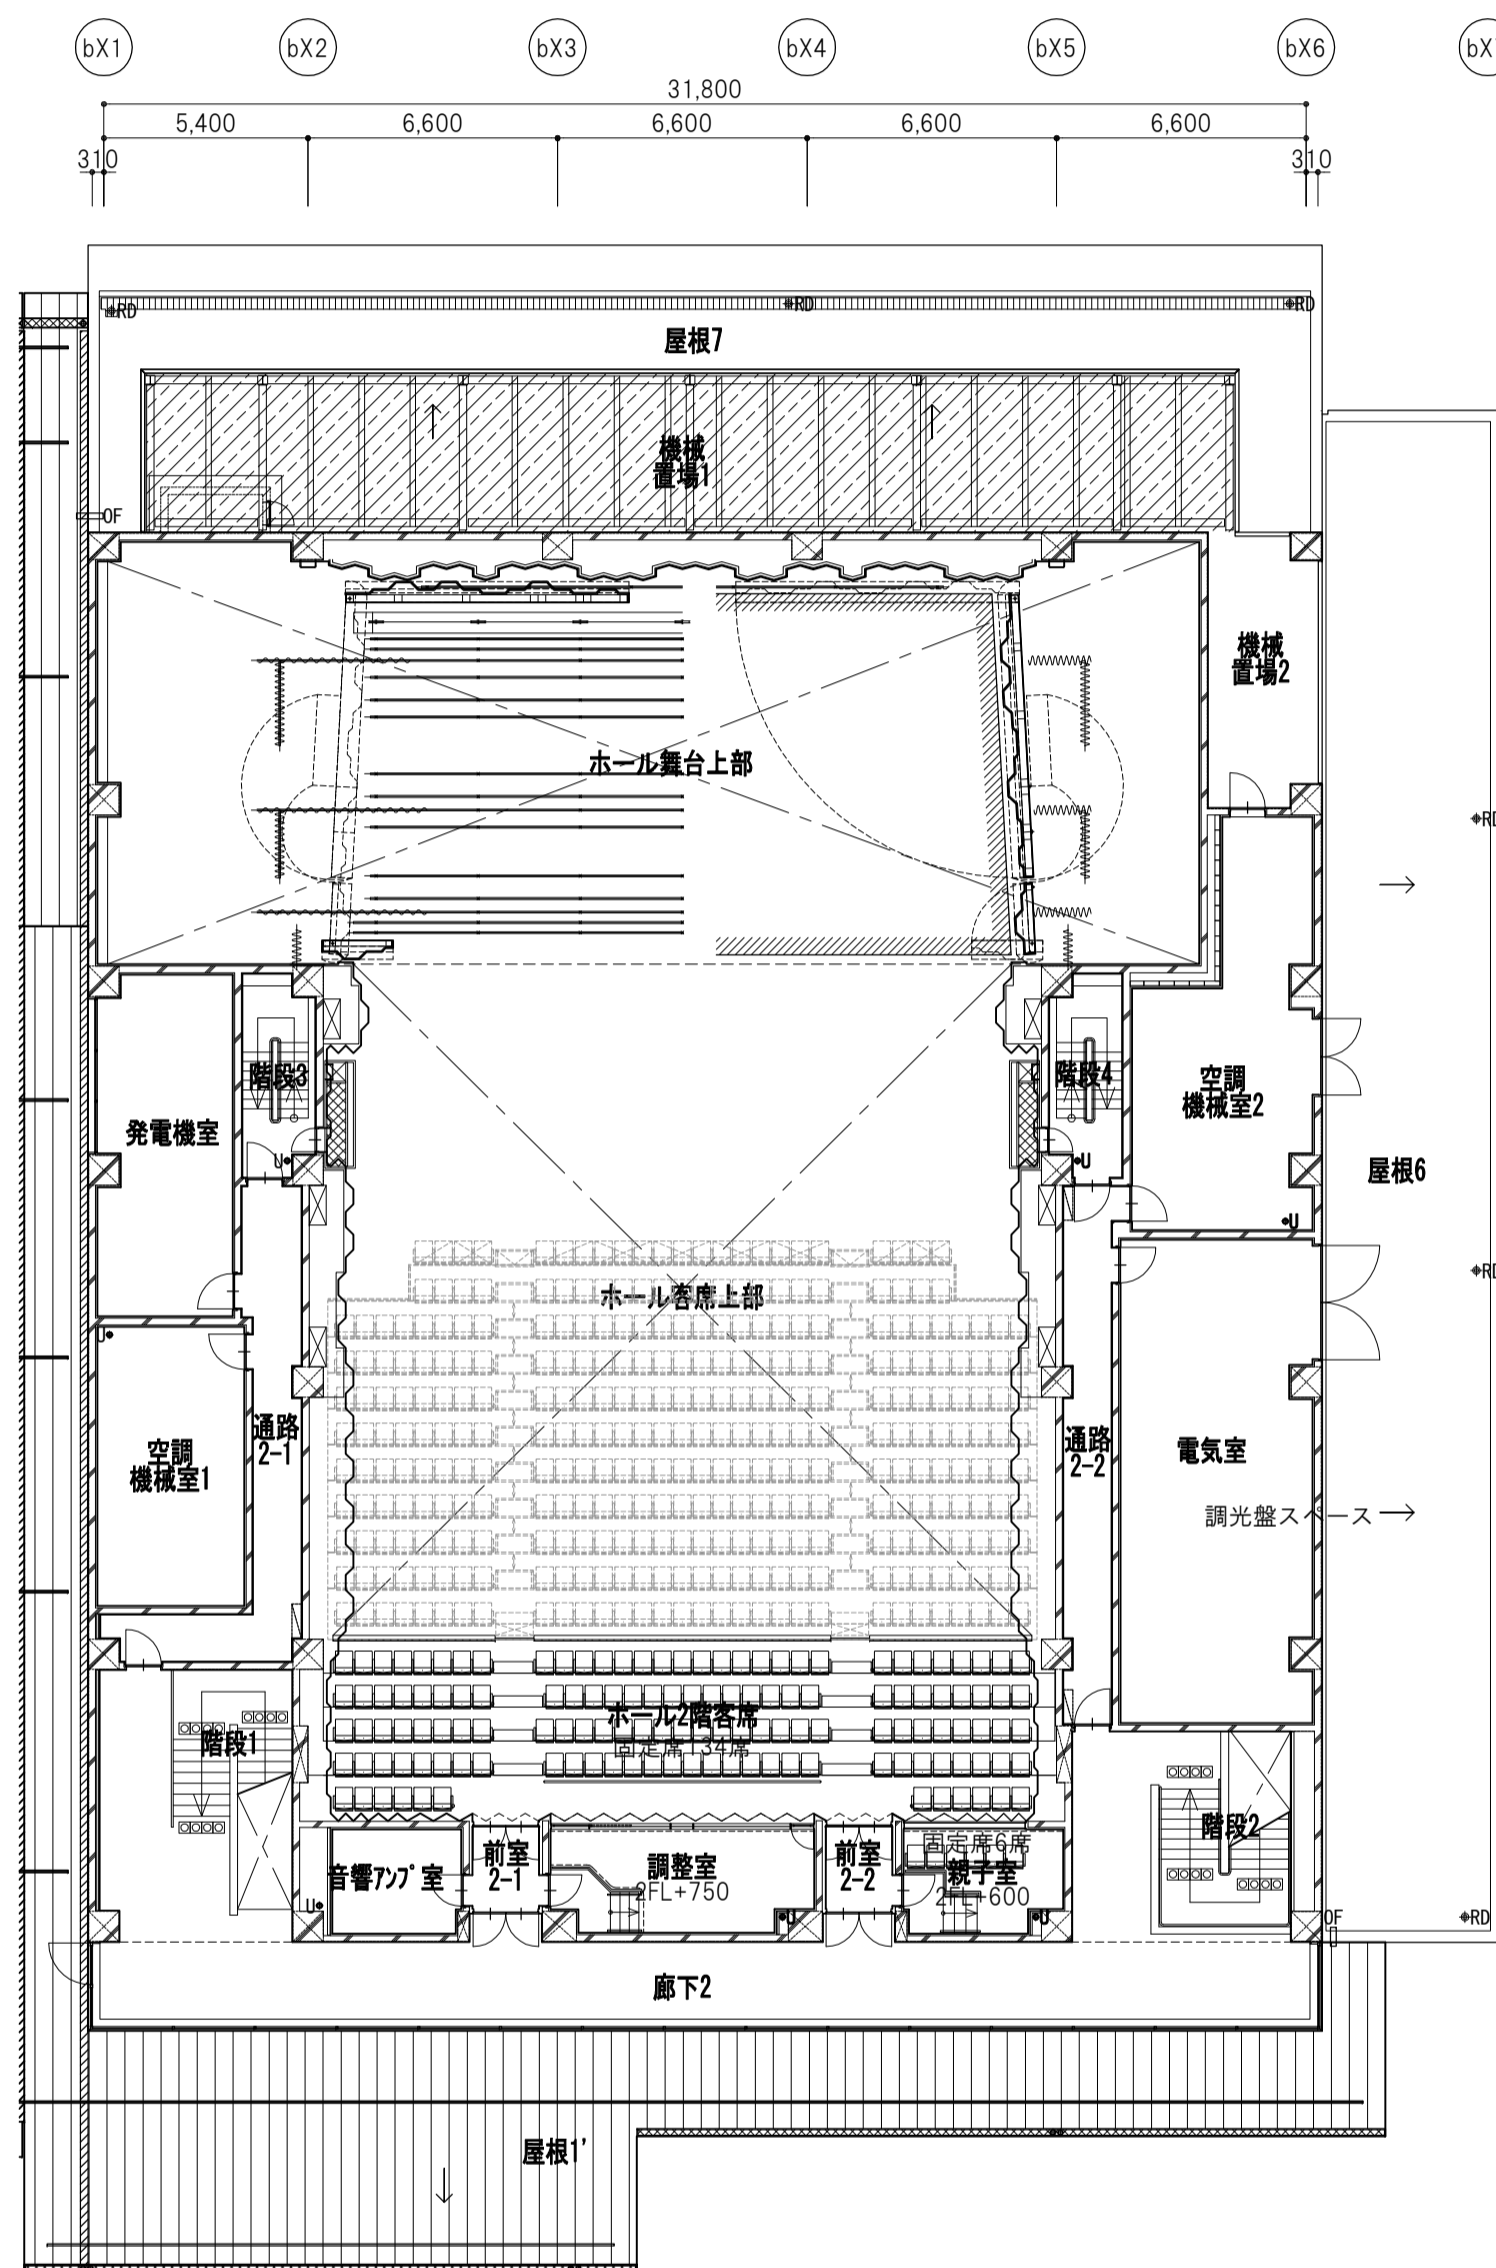 bX1 bX2 bX3 bX4 bX5 bX6
31,800
5,400 6,600 6,600 6,600 6,600
310 310
RD RD RD
屋根7
機械
置場1
OF
機械
置場2
ホール舞台上部
RD
階段3 階段4
空調
機械室2
発電機室
U U
屋根6
U
RD
ホール客席上部
U
通路
2-1
通路
2-2
空調
機械室1
電気室
調光盤スペース
ホール2階客席
固定席134席
階段1
階段2
固定席6席
音響アンプ室
前室
2-1
調整室
2FL+750
前室
2-2
親子室
2FL+600
U U U
OF RD
廊下2
屋根1'